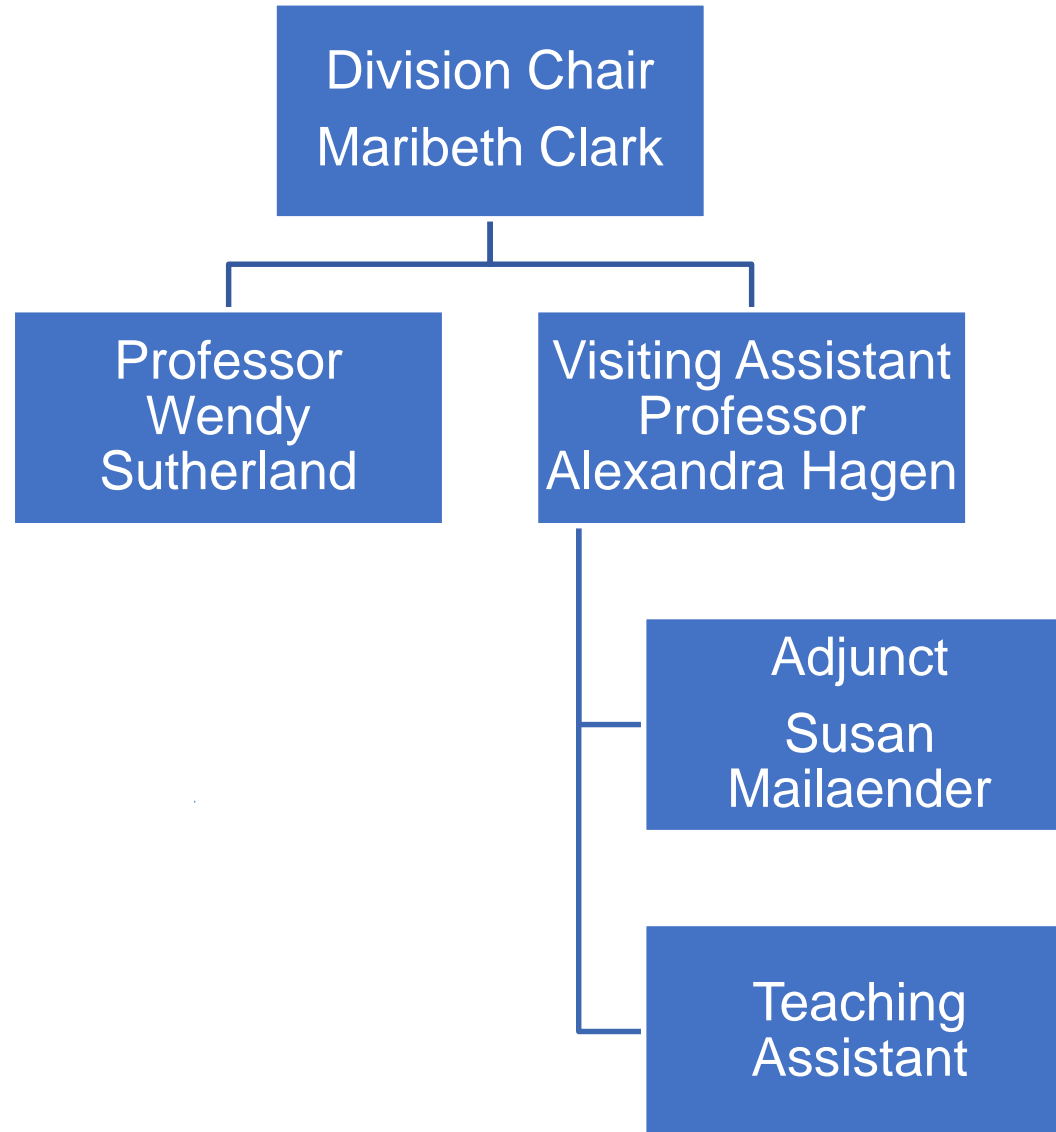 Division Chair
Maribeth Clark
Professor
Wendy
Sutherland
Visiting Assistant
Professor
Alexandra Hagen
Adjunct
Susan
Mailaender
Teaching
Assistant